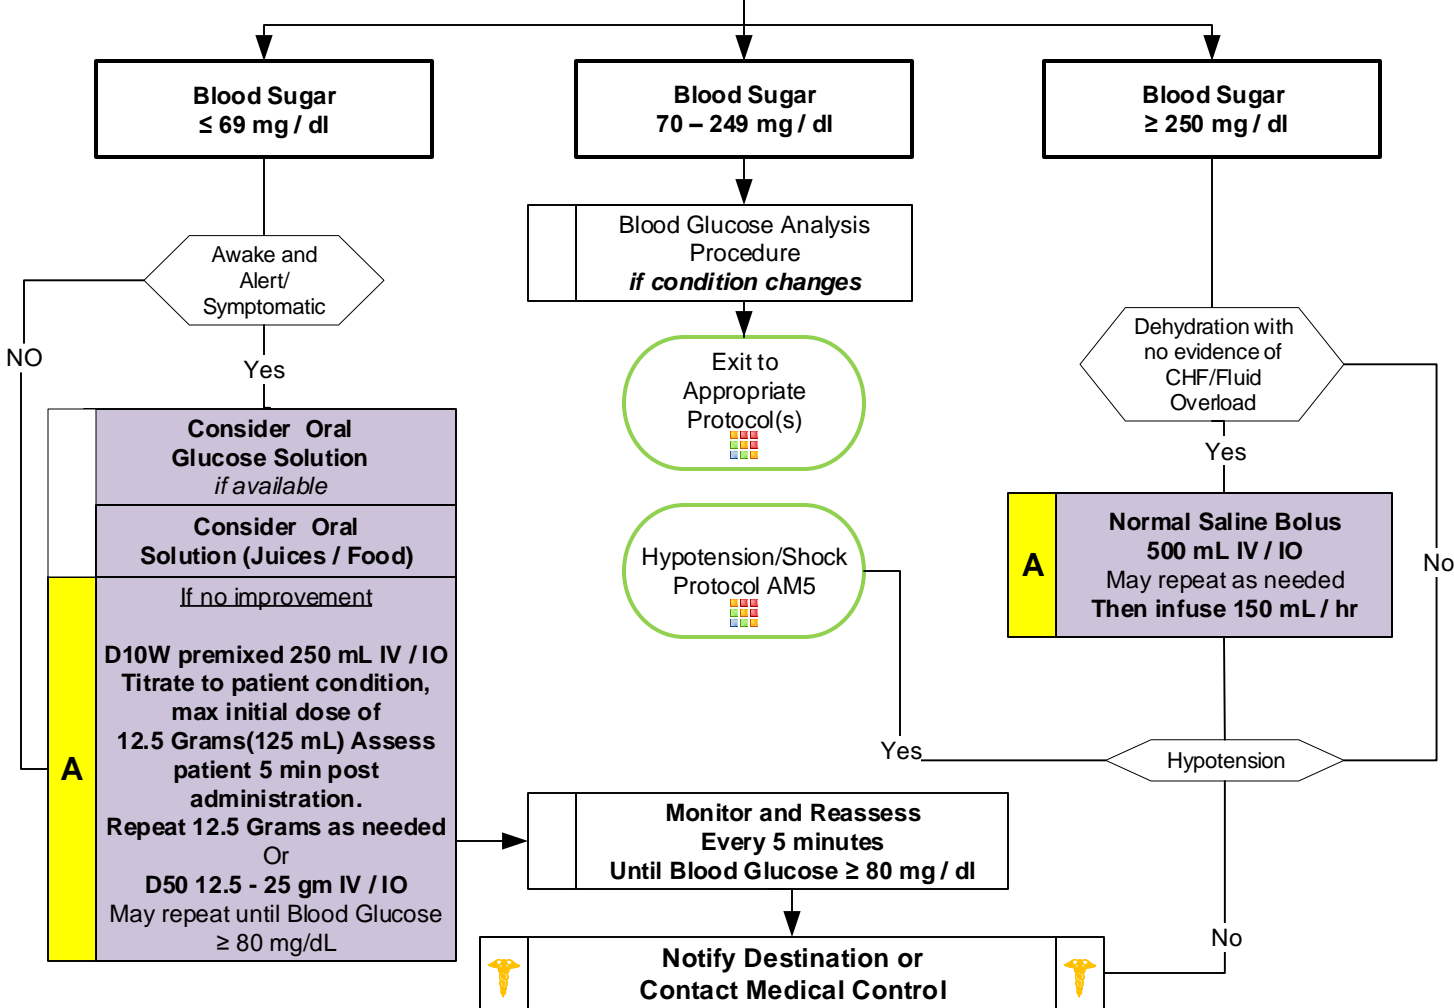 Blood Sugar
≤ 69 mg / dl
Blood Sugar
70 – 249 mg / dl
Blood Sugar
≥ 250 mg / dl
Awake and
Alert/
Symptomatic
NO
Yes
Consider Oral
Glucose Solution
if available
Consider Oral
Solution (Juices / Food)
A
If no improvement
D10W premixed 250 mL IV / IO
Titrate to patient condition,
max initial dose of
12.5 Grams(125 mL) Assess
patient 5 min post
administration.
Repeat 12.5 Grams as needed
Or
D50 12.5 - 25 gm IV / IO
May repeat until Blood Glucose
≥ 80 mg/dL
Blood Glucose Analysis
Procedure
if condition changes
Exit to
Appropriate
Protocol(s)
Hypotension/Shock
Protocol AM5
Dehydration with
no evidence of
CHF/Fluid
Overload
Yes
No
A
Normal Saline Bolus
500 mL IV / IO
May repeat as needed
Then infuse 150 mL / hr
Hypotension
Yes
No
Monitor and Reassess
Every 5 minutes
Until Blood Glucose ≥ 80 mg / dl
Notify Destination or
Contact Medical Control